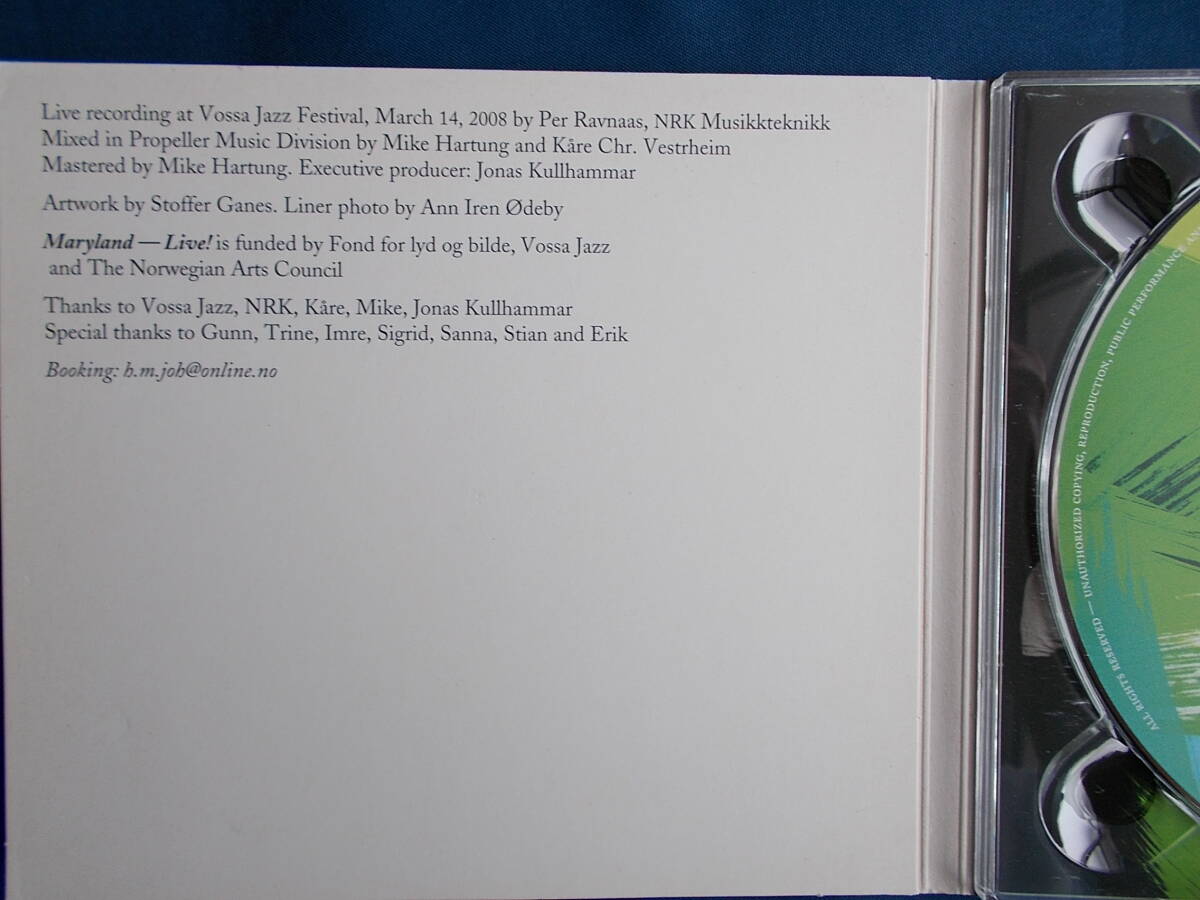 Live recording at Vossa Jazz Festival, March 14, 2008 by Per Ravnaas, NRK Musikkteknikk
Mixed in Propeller Music Division by Mike Hartung and Kåre Chr. Vestrheim
Mastered by Mike Hartung. Executive producer: Jonas Kullhammar
Artwork by Stoffer Ganes. Liner photo by Ann Iren Ødeby
Maryland — Live! is funded by Fond for lyd og bilde, Vossa Jazz
and The Norwegian Arts Council
Thanks to Vossa Jazz, NRK, Kåre, Mike, Jonas Kullhammar
Special thanks to Gunn, Trine, Imre, Sigrid, Sanna, Stian and Erik
Booking: h.m.joh@online.no
ALL RIGHTS RESERVED — UNAUTHORIZED COPYING, REPRODUCTION, PUBLIC PERFORMANCE